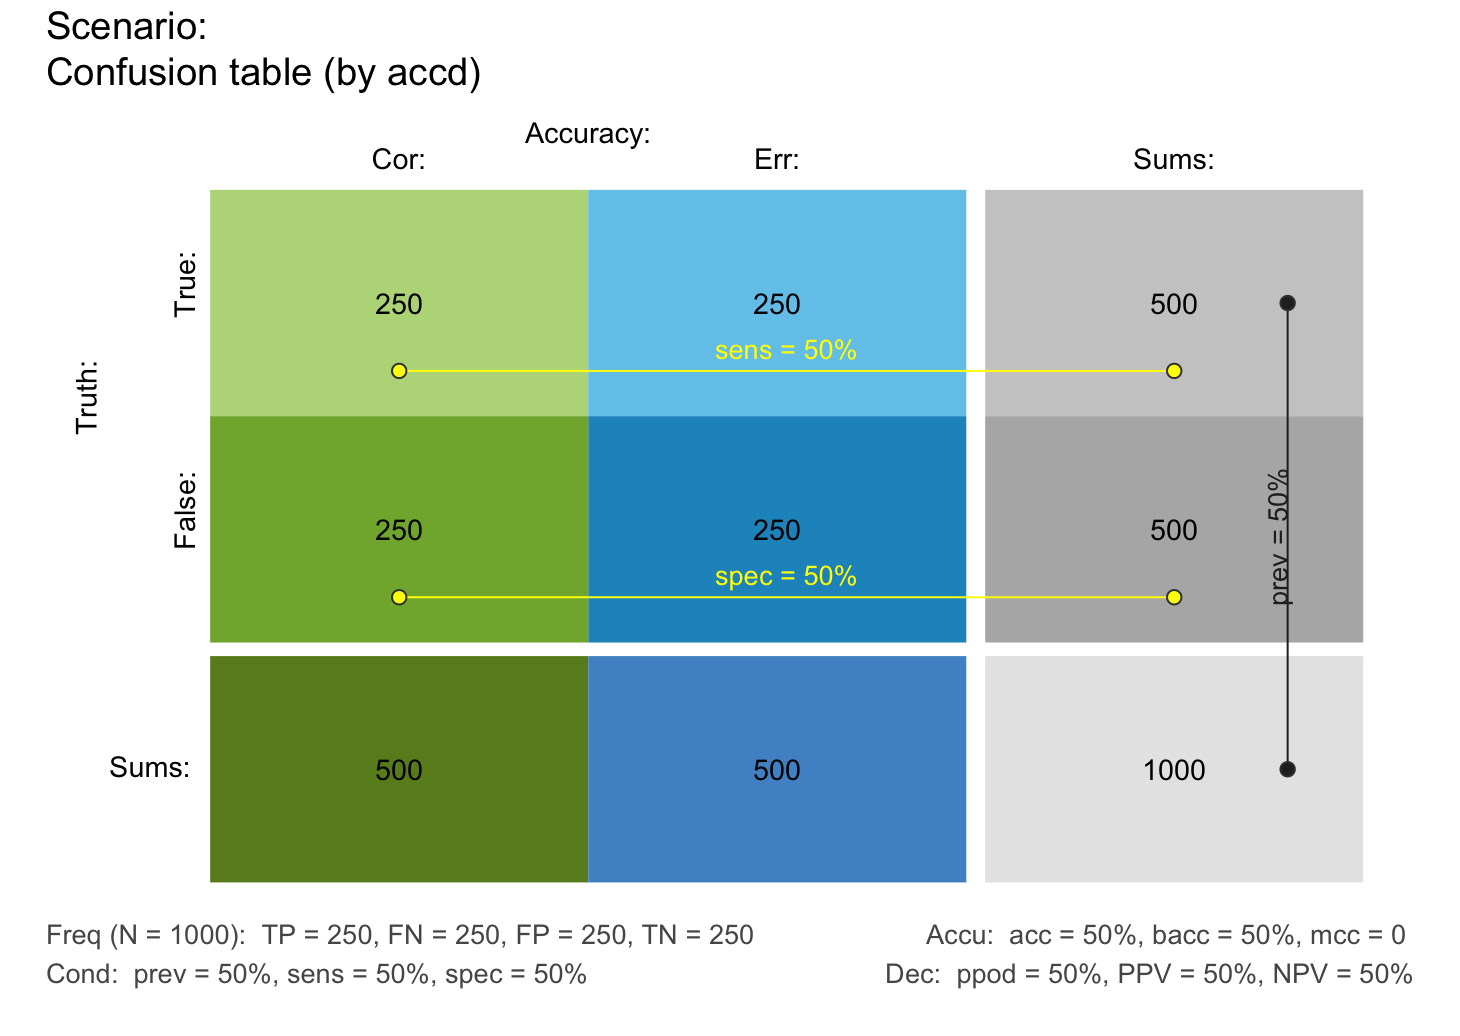 Scenario:
Confusion table (by accd)
Accuracy:
Cor: Err: Sums:
True:
250 250 500
sens = 50%
Truth:
False:
250 250 500
spec = 50%
prev = 50%
Sums: 500 500 1000
Freq (N = 1000):  TP = 250, FN = 250, FP = 250, TN = 250
Accu:  acc = 50%, bacc = 50%, mcc = 0
Cond:  prev = 50%, sens = 50%, spec = 50%
Dec:  ppod = 50%, PPV = 50%, NPV = 50%